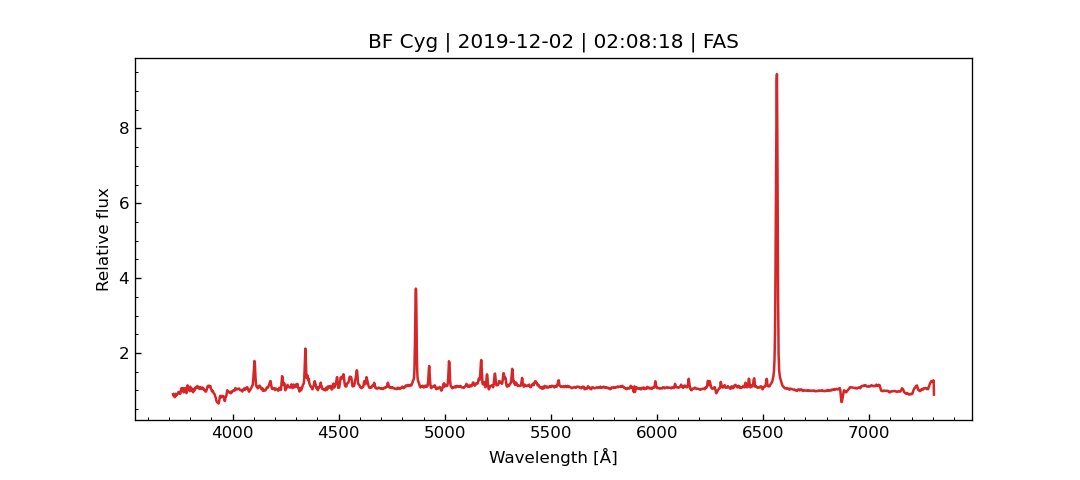 BF Cyg | 2019-12-02 | 02:08:18 | FAS
8
6
4
2
Relative flux
4000 4500 5000 5500 6000 6500 7000
Wavelength [Å]